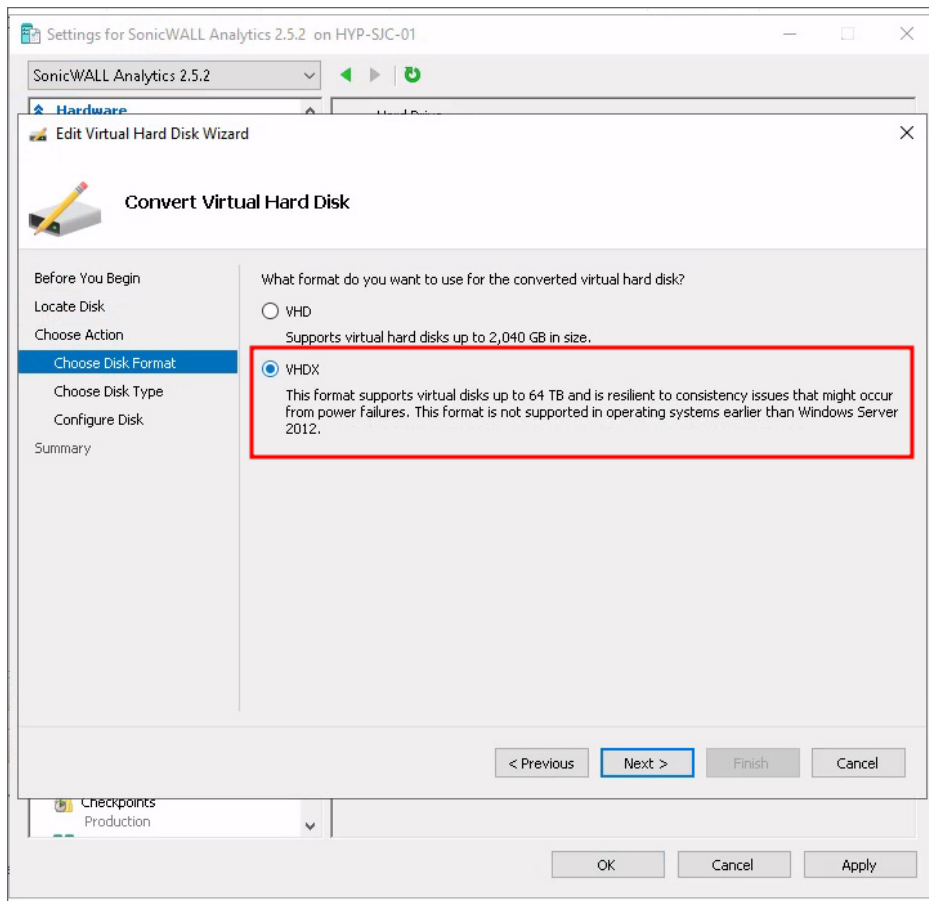 Settings for SonicWALL Analytics 2.5.2 on HYP-SJC-01
SonicWALL Analytics 2.5.2
Hardware
Hard Drive
Edit Virtual Hard Disk Wizard
Convert Virtual Hard Disk
Before You Begin
Locate Disk
Choose Action
Choose Disk Format
Choose Disk Type
Configure Disk
Summary
What format do you want to use for the converted virtual hard disk?
VHD
Supports virtual hard disks up to 2,040 GB in size.
VHDX
This format supports virtual disks up to 64 TB and is resilient to consistency issues that might occur
from power failures. This format is not supported in operating systems earlier than Windows Server
2012.
< Previous
Next >
Finish
Cancel
Checkpoints
Production
OK
Cancel
Apply